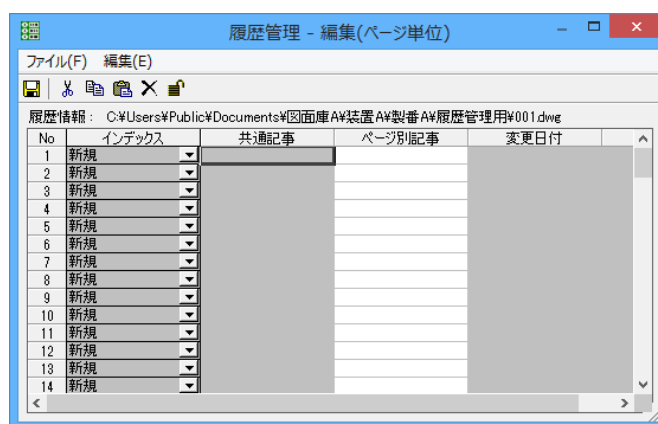 履歴管理 - 編集(ページ単位)
ファイル(F) 編集(E)
履歴情報： C:¥Users¥Public¥Documents¥図面庫A¥装置A¥製番A¥履歴管理用¥001.dwg
No インデックス 共通記事 ページ別記事 変更日付
1 新規
2 新規
3 新規
4 新規
5 新規
6 新規
7 新規
8 新規
9 新規
10 新規
11 新規
12 新規
13 新規
14 新規